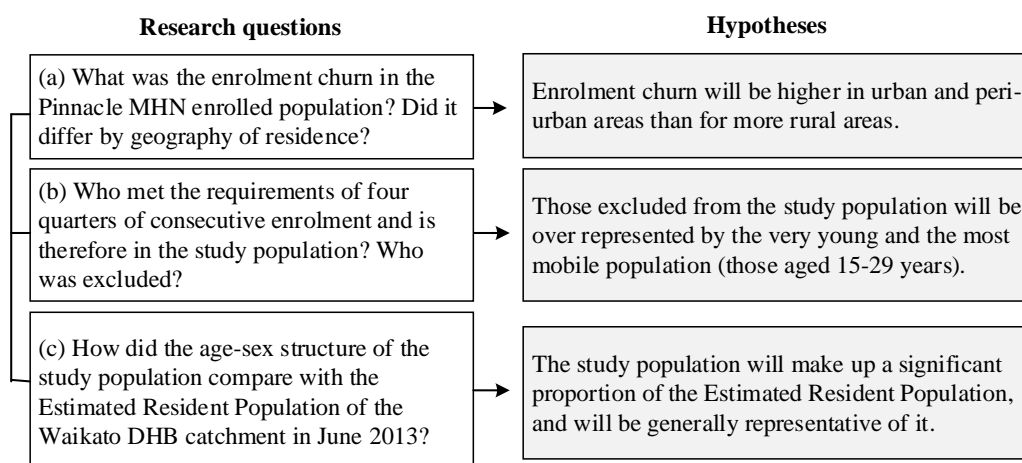 Research questions
Hypotheses
(a) What was the enrolment churn in the
Pinnacle MHN enrolled population? Did it
differ by geography of residence?
Enrolment churn will be higher in urban and peri-
urban areas than for more rural areas.
(b) Who met the requirements of four
quarters of consecutive enrolment and is
therefore in the study population? Who
was excluded?
Those excluded from the study population will be
over represented by the very young and the most
mobile population (those aged 15-29 years).
(c) How did the age-sex structure of the
study population compare with the
Estimated Resident Population of the
Waikato DHB catchment in June 2013?
The study population will make up a significant
proportion of the Estimated Resident Population,
and will be generally representative of it.